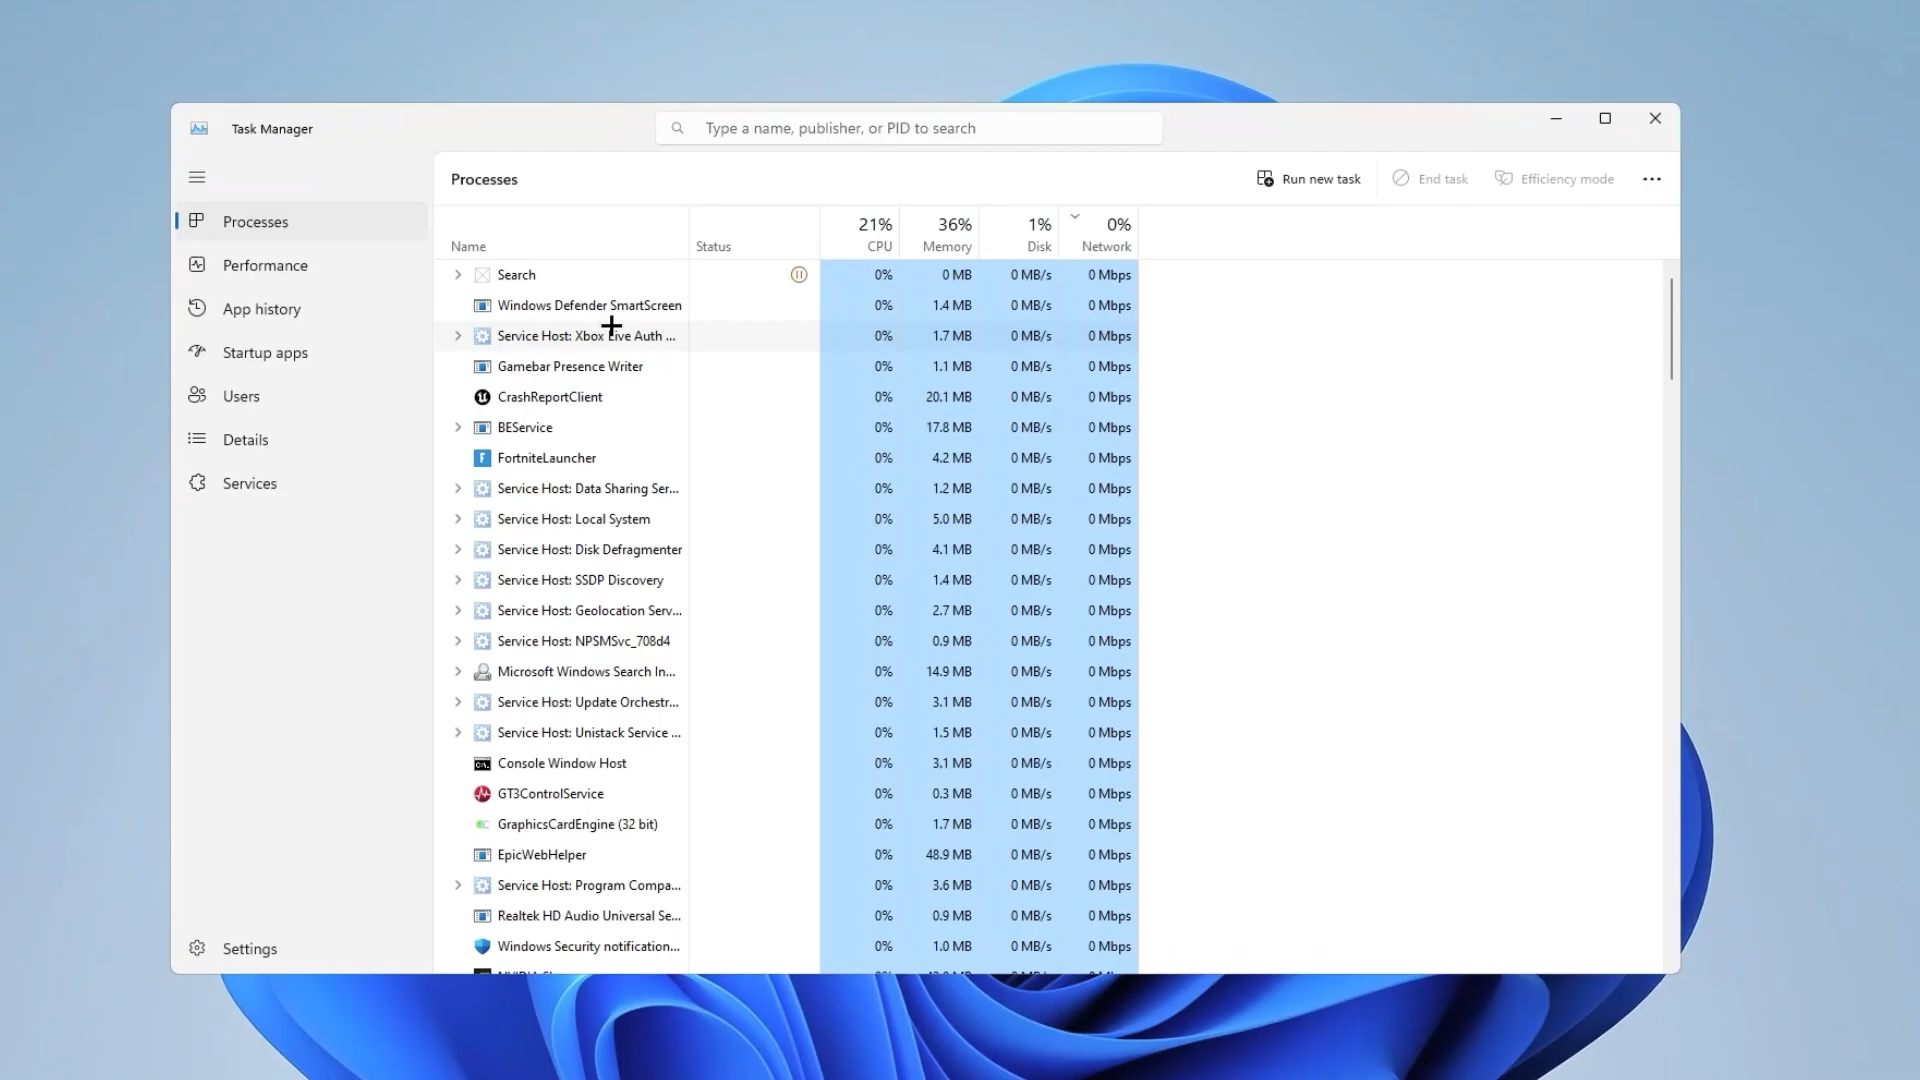 Task Manager
Type a name, publisher, or PID to search
Processes
Run new task
End task
Efficiency mode
Processes
Performance
App history
Startup apps
Users
Details
Services
Settings
21% 36% 1% 0%
Name Status CPU Memory Disk Network
Search 0% 0 MB 0 MB/s 0 Mbps
Windows Defender SmartScreen 0% 1.4 MB 0 MB/s 0 Mbps
Service Host: Xbox Live Auth ... 0% 1.7 MB 0 MB/s 0 Mbps
Gamebar Presence Writer 0% 1.1 MB 0 MB/s 0 Mbps
CrashReportClient 0% 20.1 MB 0 MB/s 0 Mbps
BEService 0% 17.8 MB 0 MB/s 0 Mbps
FortniteLauncher 0% 4.2 MB 0 MB/s 0 Mbps
Service Host: Data Sharing Ser... 0% 1.2 MB 0 MB/s 0 Mbps
Service Host: Local System 0% 5.0 MB 0 MB/s 0 Mbps
Service Host: Disk Defragmenter 0% 4.1 MB 0 MB/s 0 Mbps
Service Host: SSDP Discovery 0% 1.4 MB 0 MB/s 0 Mbps
Service Host: Geolocation Serv... 0% 2.7 MB 0 MB/s 0 Mbps
Service Host: NPSMSvc_708d4 0% 0.9 MB 0 MB/s 0 Mbps
Microsoft Windows Search In... 0% 14.9 MB 0 MB/s 0 Mbps
Service Host: Update Orchestr... 0% 3.1 MB 0 MB/s 0 Mbps
Service Host: Unistack Service ... 0% 1.5 MB 0 MB/s 0 Mbps
Console Window Host 0% 3.1 MB 0 MB/s 0 Mbps
GT3ControlService 0% 0.3 MB 0 MB/s 0 Mbps
GraphicsCardEngine (32 bit) 0% 1.7 MB 0 MB/s 0 Mbps
EpicWebHelper 0% 48.9 MB 0 MB/s 0 Mbps
Service Host: Program Compa... 0% 3.6 MB 0 MB/s 0 Mbps
Realtek HD Audio Universal Se... 0% 0.9 MB 0 MB/s 0 Mbps
Windows Security notification... 0% 1.0 MB 0 MB/s 0 Mbps